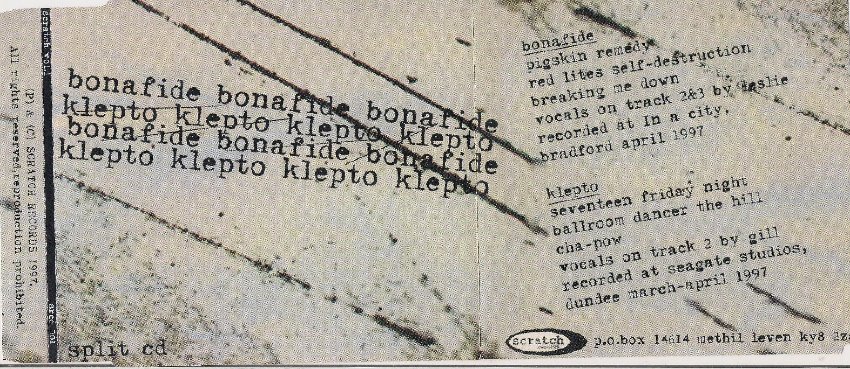 All rights reserved.reproduction prohibited.
(P) & (C) SCRATCH RECORDS 1997.
scratch vol.
bonafide bonafide bonafide
klepto klepto klepto klepto
bonafide bonafide bonafide
klepto klepto klepto klepto
split cd
bonafide
pigskin remedy
red lites self-destruction
breaking me down
vocals on track 2&3 by
recorded at In a city,
bradford april 1997
klepto
seventeen friday night
ballroom dancer the hill
cha-pow
vocals on track 2 by gill
recorded at seagate studios,
dundee march-april 1997
scratch
p.o.box methil leven ky8